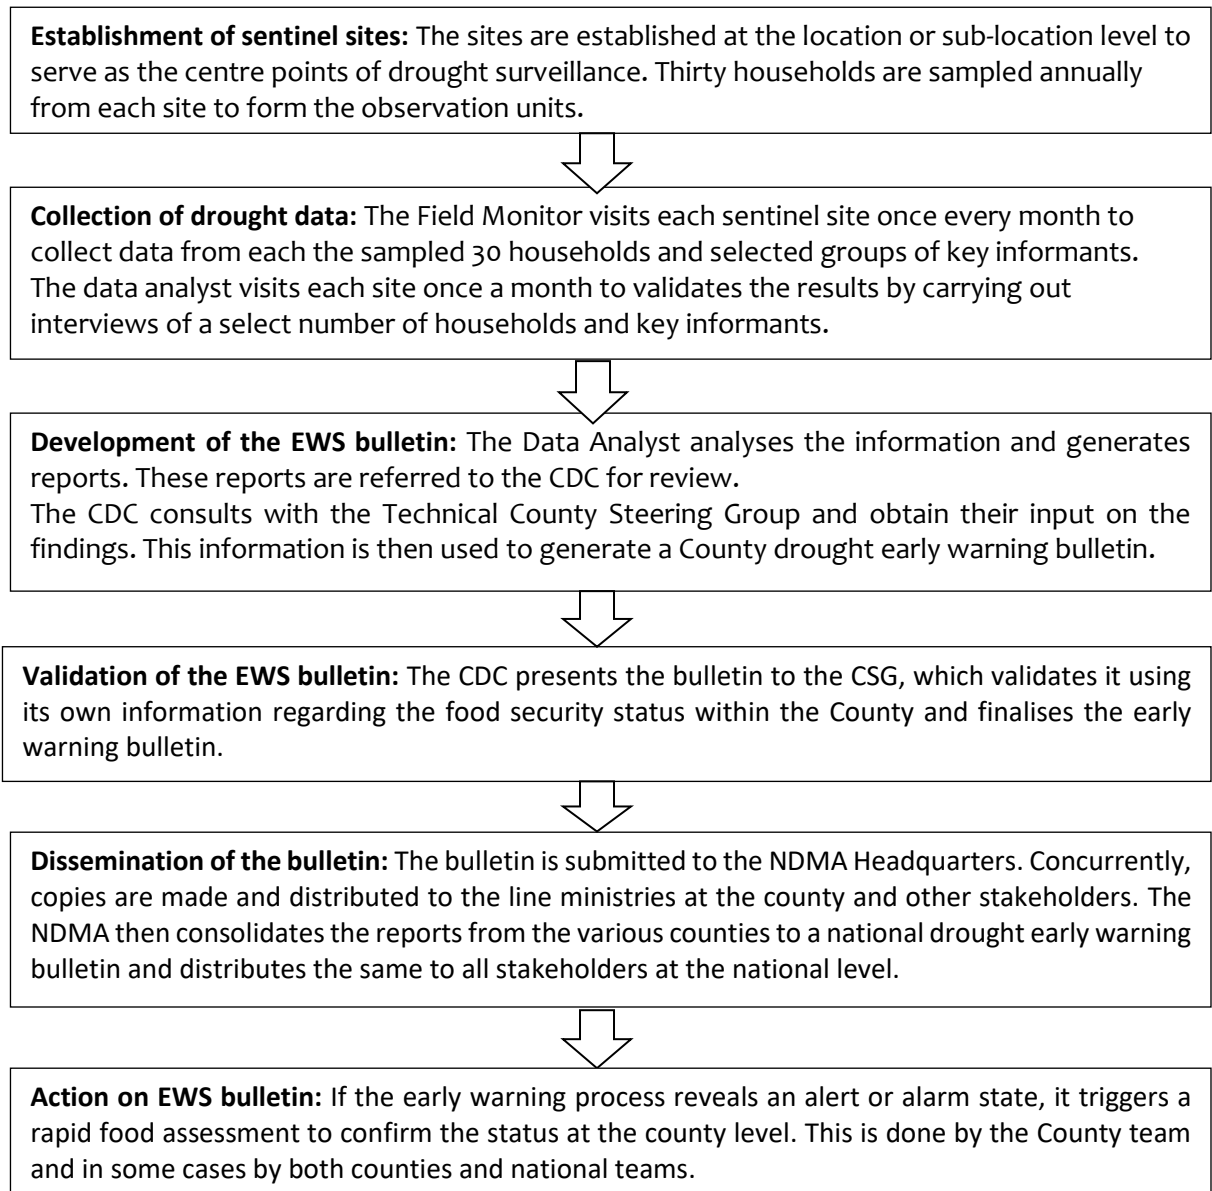 Establishment of sentinel sites: The sites are established at the location or sub-location level to
serve as the centre points of drought surveillance. Thirty households are sampled annually
from each site to form the observation units.
Collection of drought data: The Field Monitor visits each sentinel site once every month to
collect data from each the sampled 30 households and selected groups of key informants.
The data analyst visits each site once a month to validates the results by carrying out
interviews of a select number of households and key informants.
Development of the EWS bulletin: The Data Analyst analyses the information and generates
reports. These reports are referred to the CDC for review.
The CDC consults with the Technical County Steering Group and obtain their input on the
findings. This information is then used to generate a County drought early warning bulletin.
Validation of the EWS bulletin: The CDC presents the bulletin to the CSG, which validates it using
its own information regarding the food security status within the County and finalises the early
warning bulletin.
Dissemination of the bulletin: The bulletin is submitted to the NDMA Headquarters. Concurrently,
copies are made and distributed to the line ministries at the county and other stakeholders. The
NDMA then consolidates the reports from the various counties to a national drought early warning
bulletin and distributes the same to all stakeholders at the national level.
Action on EWS bulletin: If the early warning process reveals an alert or alarm state, it triggers a
rapid food assessment to confirm the status at the county level. This is done by the County team
and in some cases by both counties and national teams.